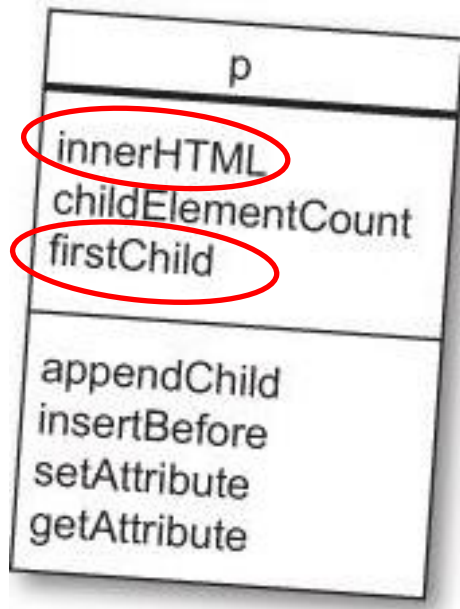 p
innerHTML
childElementCount
firstChild
appendChild
insertBefore
setAttribute
getAttribute